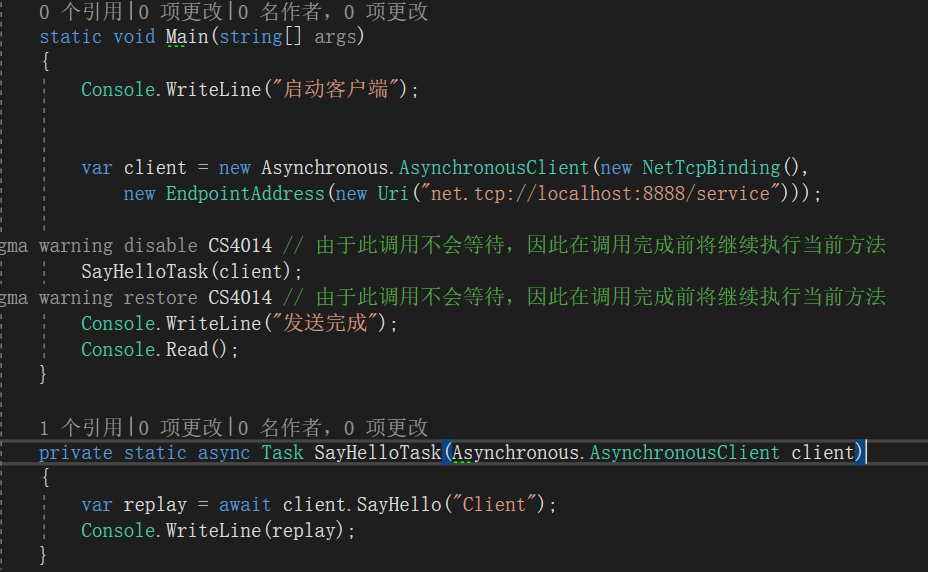 0 个引用|0 项更改|0 名作者，0 项更改
static void Main(string[] args)
{
Console.WriteLine("启动客户端");
var client = new Asynchronous.AsynchronousClient(new NetTcpBinding(),
new EndpointAddress(new Uri("net.tcp://localhost:8888/service")));
gma warning disable CS4014 // 由于此调用不会等待，因此在调用完成前将继续执行当前方法
SayHelloTask(client);
gma warning restore CS4014 // 由于此调用不会等待，因此在调用完成前将继续执行当前方法
Console.WriteLine("发送完成");
Console.Read();
}
1 个引用|0 项更改|0 名作者，0 项更改
private static async Task SayHelloTask(Asynchronous.AsynchronousClient client)
{
var replay = await client.SayHello("Client");
Console.WriteLine(replay);
}